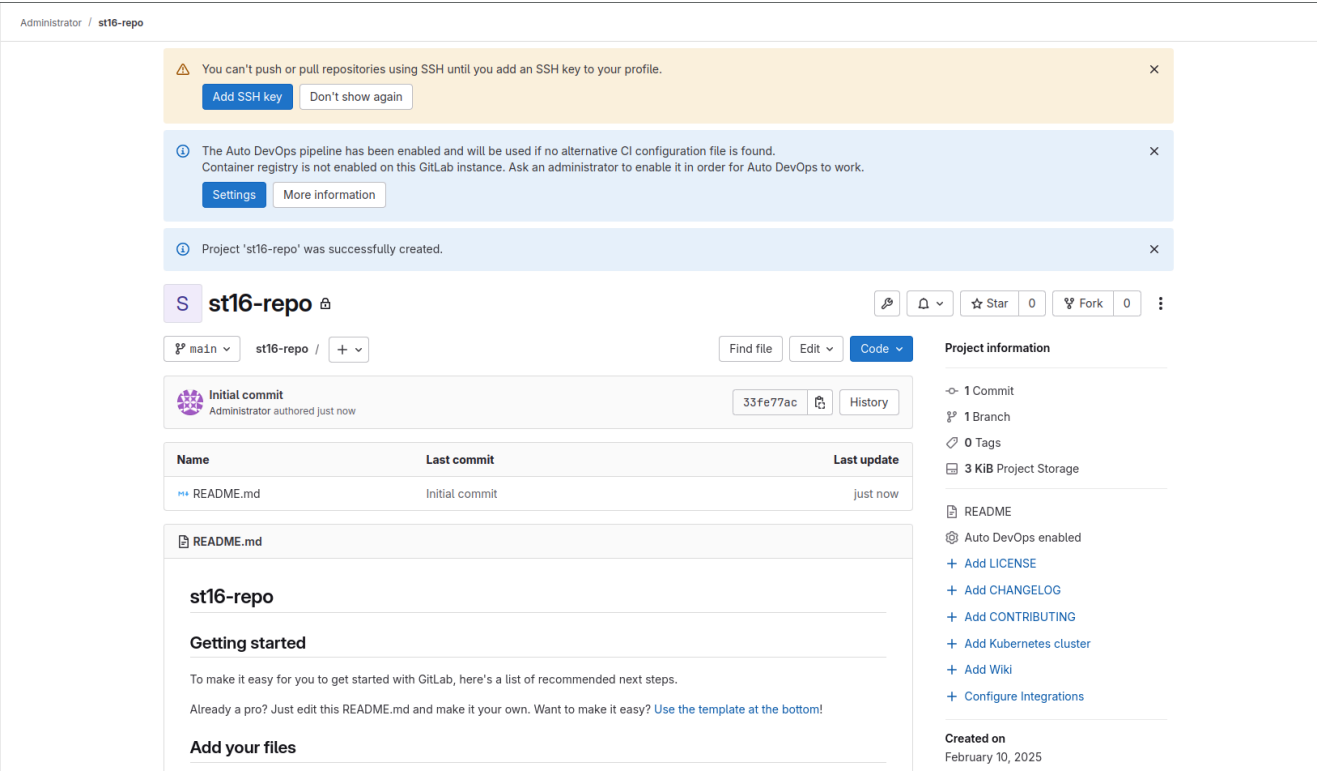 Administrator / st16-repo
You can't push or pull repositories using SSH until you add an SSH key to your profile.
Add SSH key Don't show again
The Auto DevOps pipeline has been enabled and will be used if no alternative CI configuration file is found.
Container registry is not enabled on this GitLab instance. Ask an administrator to enable it in order for Auto DevOps to work.
Settings More information
Project 'st16-repo' was successfully created.
S st16-repo
Star 0 Fork 0
main st16-repo / + Find file Edit Code
Initial commit
Administrator authored just now
33fe77ac History
Name Last commit Last update
README.md Initial commit just now
README.md
st16-repo
Getting started
To make it easy for you to get started with GitLab, here's a list of recommended next steps.
Already a pro? Just edit this README.md and make it your own. Want to make it easy? Use the template at the bottom!
Add your files
Project information
1 Commit
1 Branch
0 Tags
3 KiB Project Storage
README
Auto DevOps enabled
+ Add LICENSE
+ Add CHANGELOG
+ Add CONTRIBUTING
+ Add Kubernetes cluster
+ Add Wiki
+ Configure Integrations
Created on
February 10, 2025